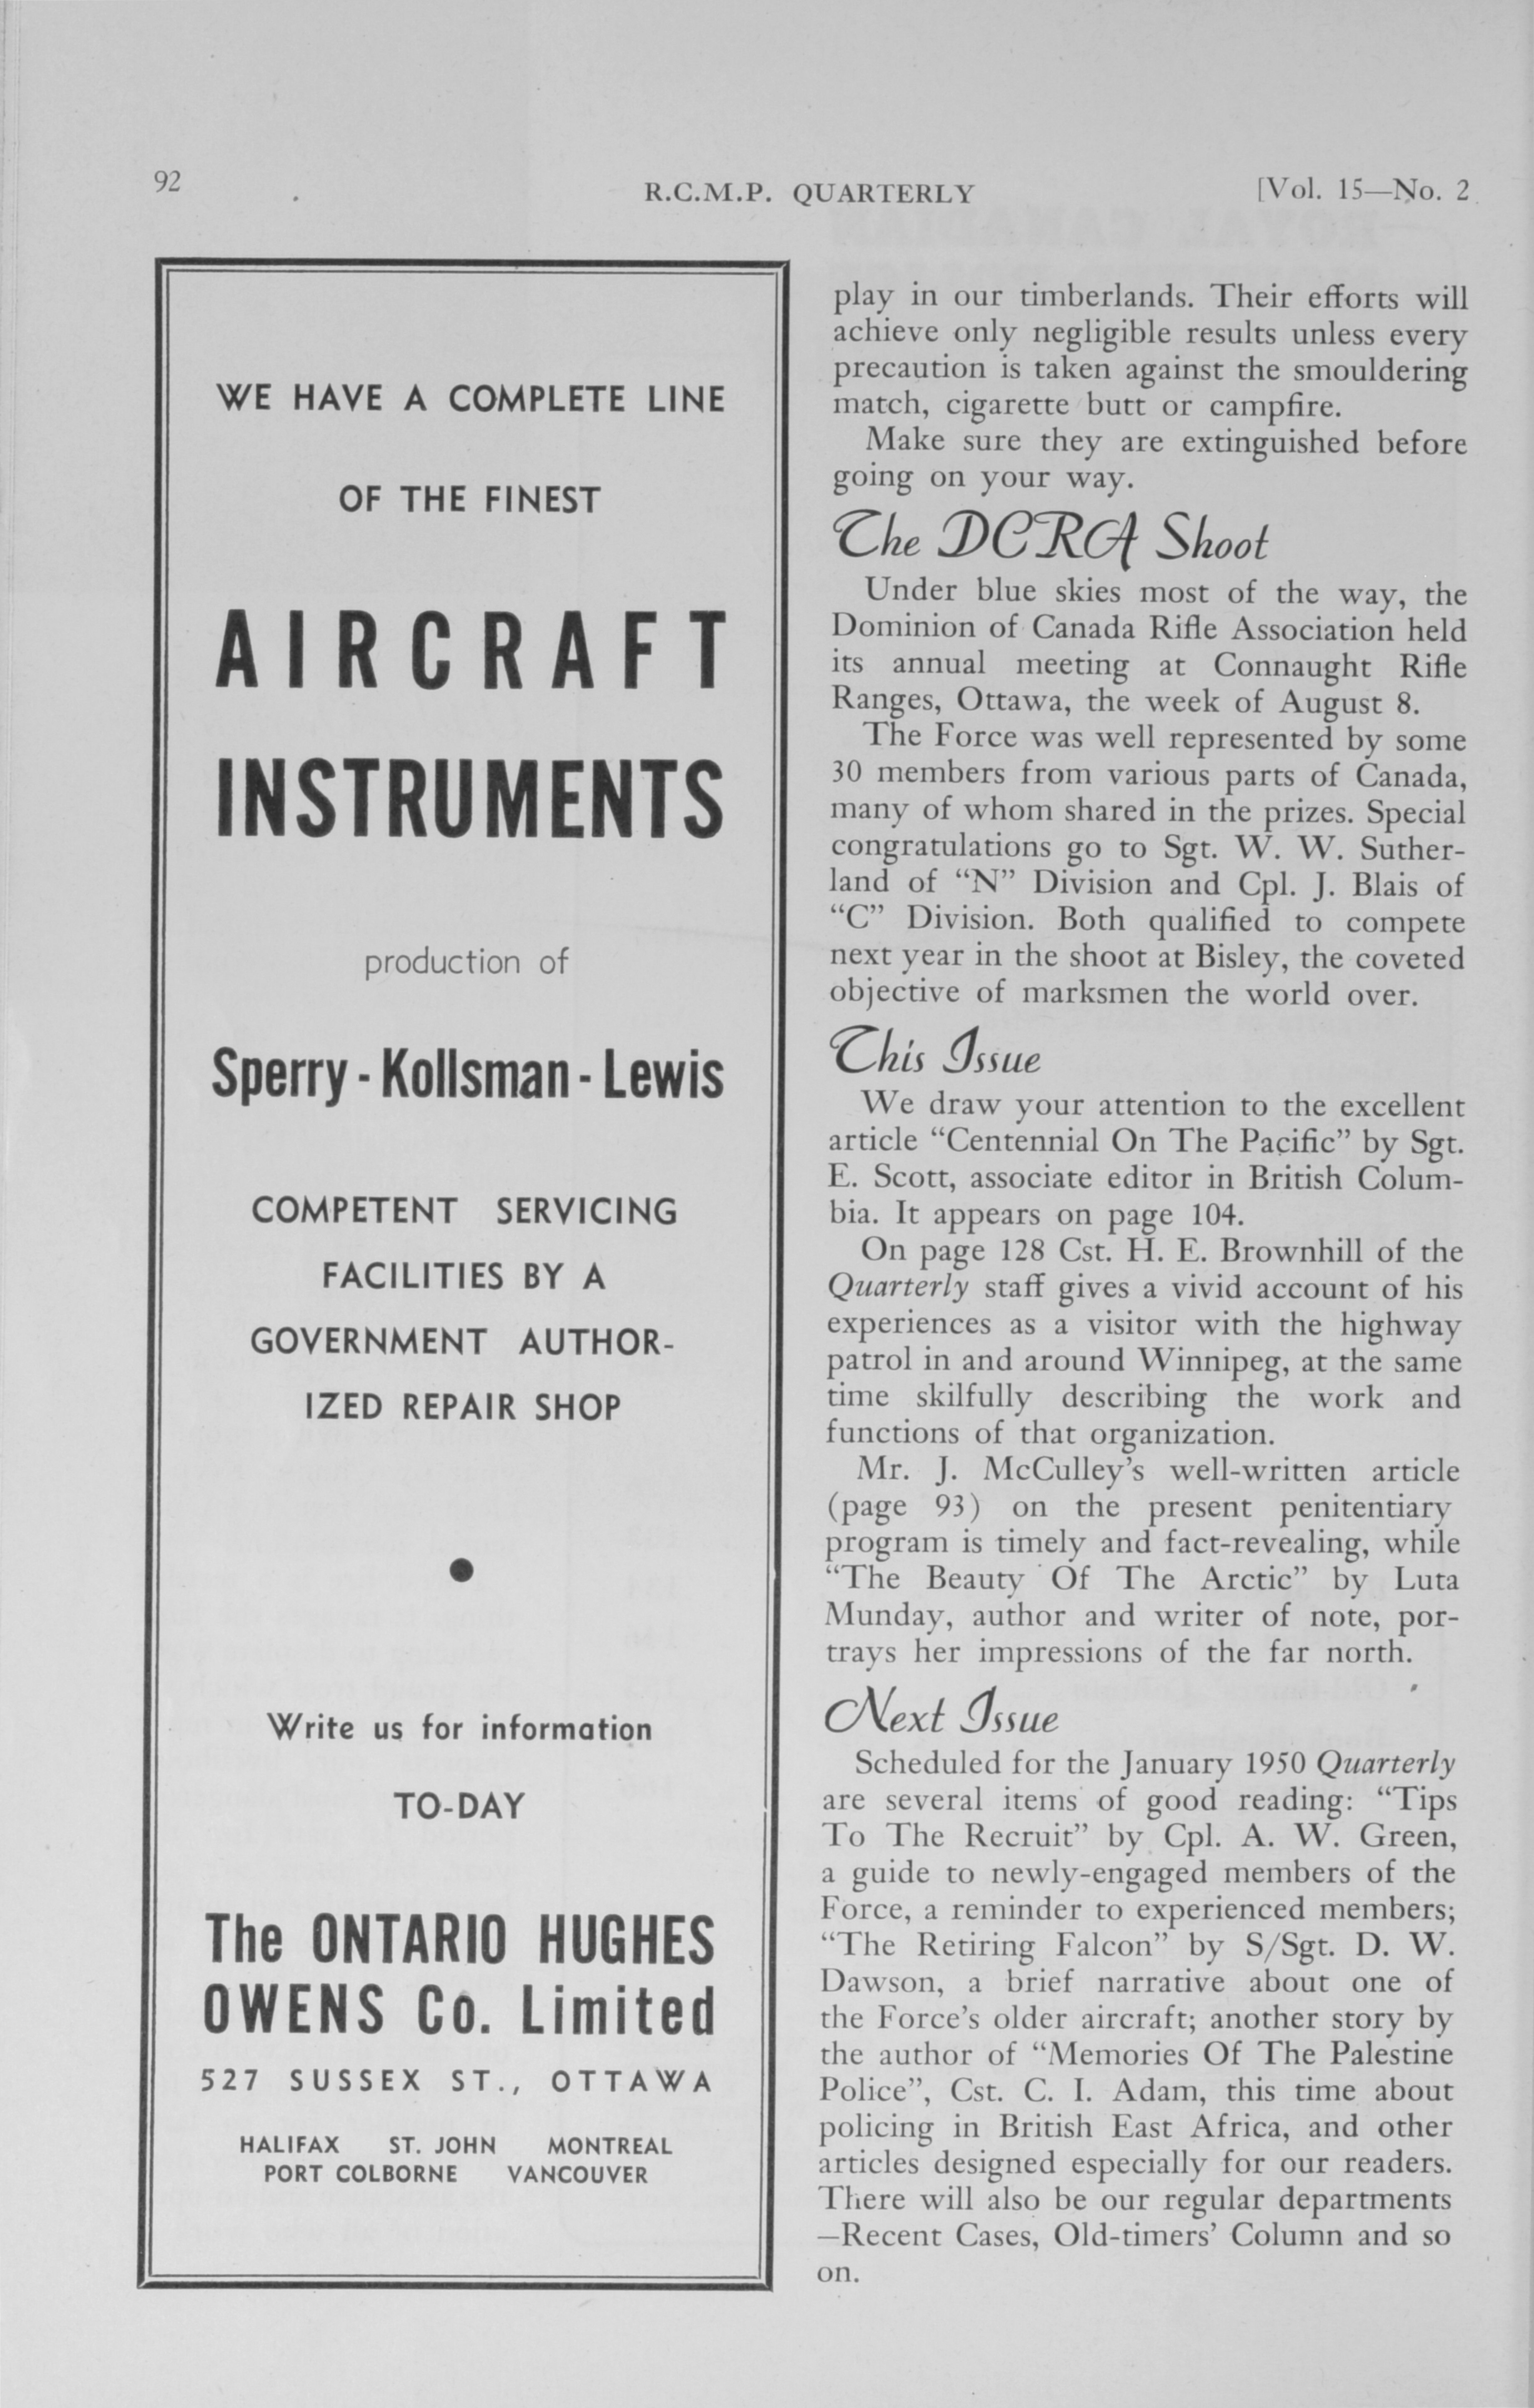 92
R.C.M.P. QUARTERLY
[Vol. 15—No. 2
WE HAVE A COMPLETE LINE
OF THE FINEST
AIRCRAFT
INSTRUMENTS
production of
Sperry - Kollsman - Lewis
COMPETENT SERVICING
FACILITIES BY A
GOVERNMENT AUTHOR-
IZED REPAIR SHOP
Write us for information
TO-DAY
The ONTARIO HUGHES
OWENS Co. Limited
527 SUSSEX ST., OTTAWA
HALIFAX ST. JOHN MONTREAL
PORT COLBORNE VANCOUVER
play in our timberlands. Their efforts will
achieve only negligible results unless every
precaution is taken against the smouldering
match, cigarette butt or campfire.
Make sure they are extinguished before
going on your way.
The DCRA Shoot
Under blue skies most of the way, the
Dominion of Canada Rifle Association held
its annual meeting at Connaught Rifle
Ranges, Ottawa, the week of August 8.
The Force was well represented by some
30 members from various parts of Canada,
many of whom shared in the prizes. Special
congratulations go to Sgt. W. W. Suther-
land of “N” Division and Cpl. J. Blais of
“C” Division. Both qualified to compete
next year in the shoot at Bisley, the coveted
objective of marksmen the world over.
This Issue
We draw your attention to the excellent
article “Centennial On The Pacific” by Sgt.
E. Scott, associate editor in British Colum-
bia. It appears on page 104.
On page 128 Cst. H. E. Brownhill of the
Quarterly staff gives a vivid account of his
experiences as a visitor with the highway
patrol in and around Winnipeg, at the same
time skilfully describing the work and
functions of that organization.
Mr. J. McCulley’s well-written article
(page 93) on the present penitentiary
program is timely and fact-revealing, while
“The Beauty Of The Arctic” by Luta
Munday, author and writer of note, por-
trays her impressions of the far north.
Next Issue
Scheduled for the January 1950 Quarterly
are several items of good reading: “Tips
To The Recruit” by Cpl. A. W. Green,
a guide to newly-engaged members of the
Force, a reminder to experienced members;
“The Retiring Falcon” by S/Sgt. D. W.
Dawson, a brief narrative about one of
the Force’s older aircraft; another story by
the author of “Memories Of The Palestine
Police”, Cst. C. I. Adam, this time about
policing in British East Africa, and other
articles designed especially for our readers.
There will also be our regular departments
—Recent Cases, Old-timers’ Column and so
on.